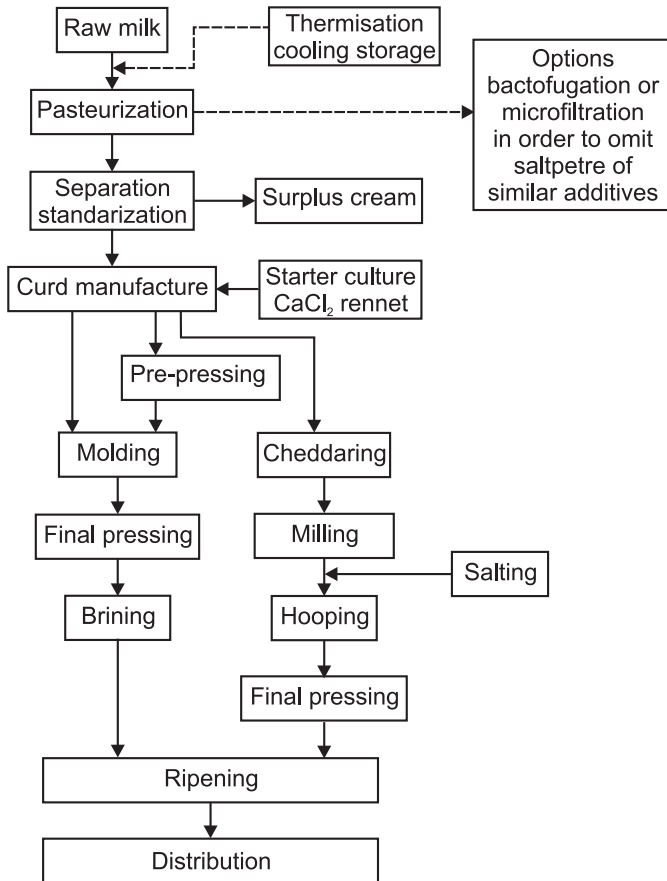 Raw milk
Thermisation
cooling storage
Options
bactofugation or
microfiltration
in order to omit
saltpetre of
similar additives
Pasteurization
Separation
standarization
Surplus cream
Curd manufacture
Starter culture
CaCl₂ rennet
Pre-pressing
Molding
Cheddaring
Final pressing
Milling
Salting
Brining
Hooping
Final pressing
Ripening
Distribution